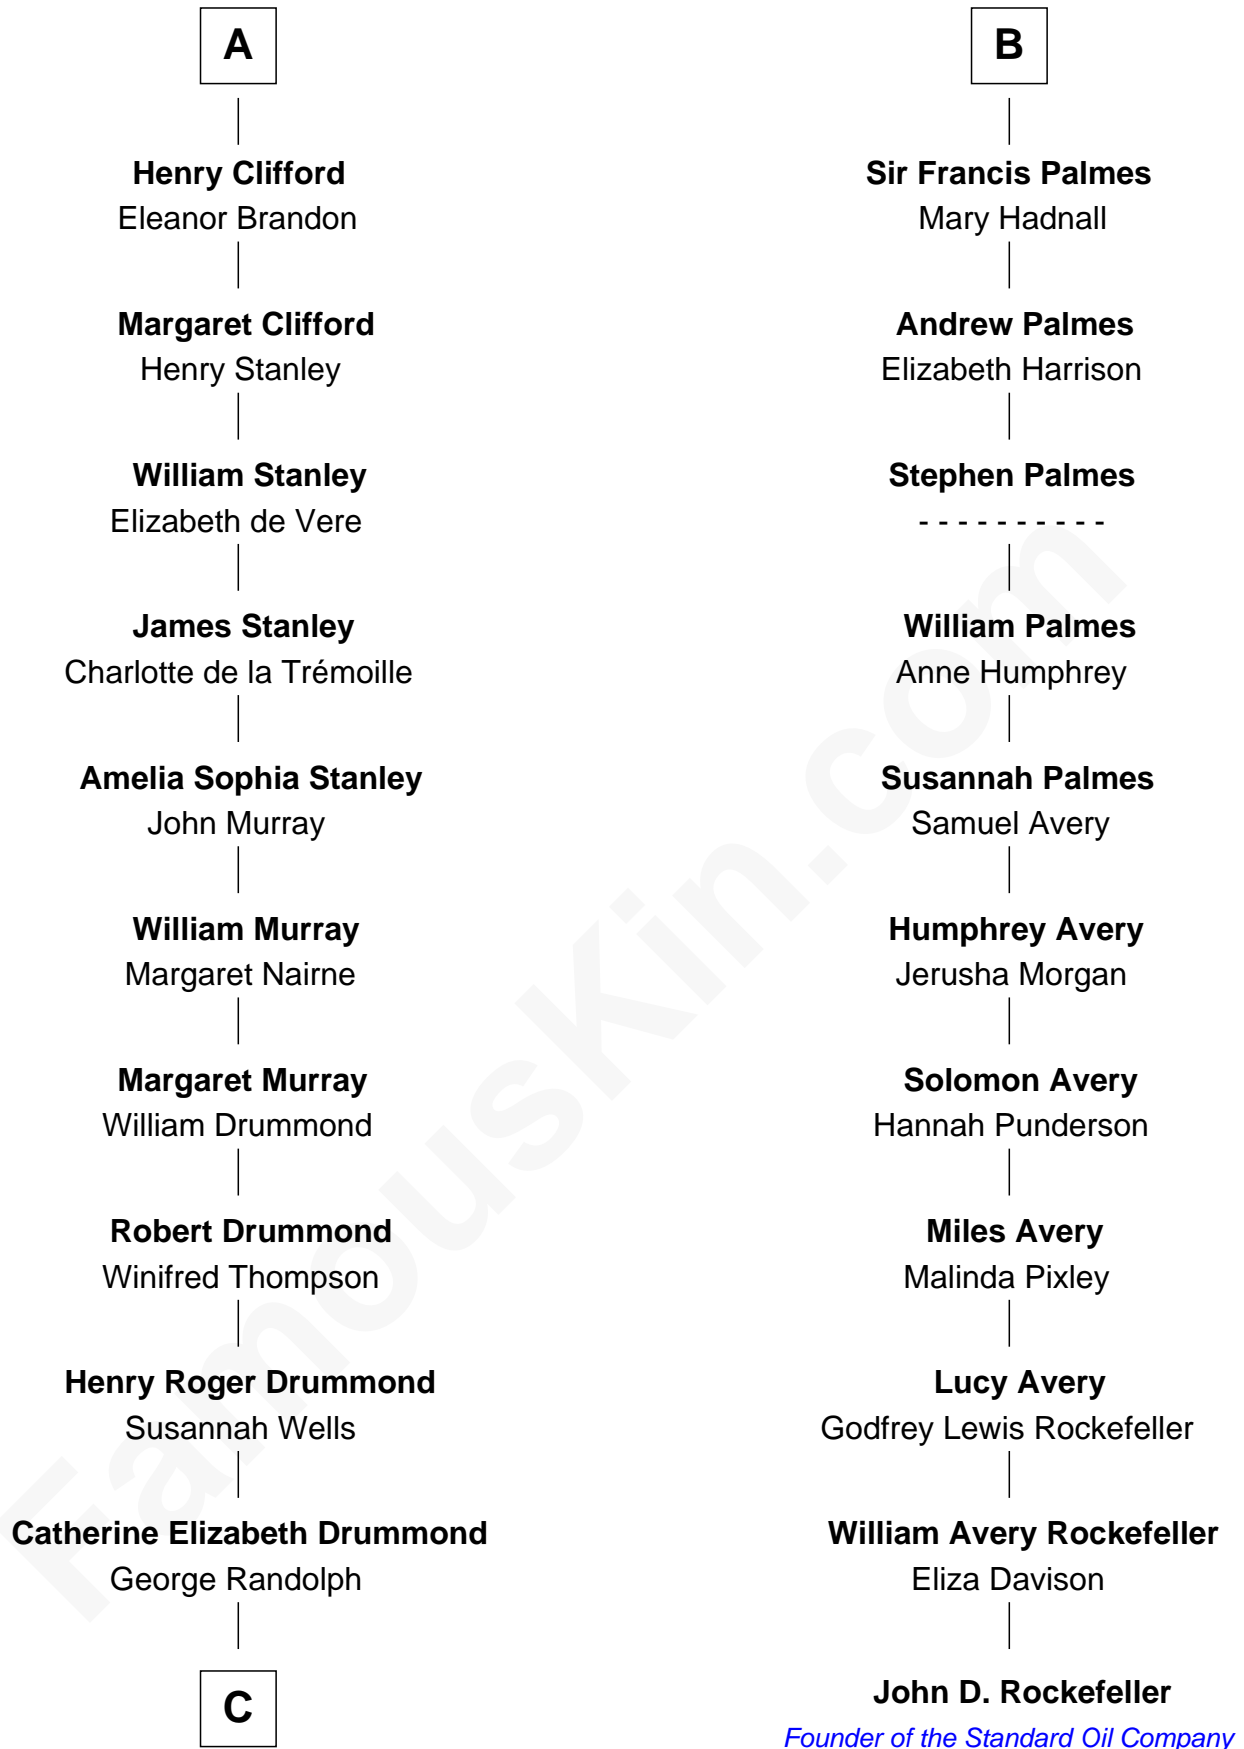 A
Henry Clifford
Eleanor Brandon
Margaret Clifford
Henry Stanley
William Stanley
Elizabeth de Vere
James Stanley
Charlotte de la Trémoille
Amelia Sophia Stanley
John Murray
William Murray
Margaret Nairne
Margaret Murray
William Drummond
Robert Drummond
Winifred Thompson
Henry Roger Drummond
Susannah Wells
Catherine Elizabeth Drummond
George Randolph
C
B
Sir Francis Palmes
Mary Hadnall
Andrew Palmes
Elizabeth Harrison
Stephen Palmes
- - - - - - - - - -
William Palmes
Anne Humphrey
Susannah Palmes
Samuel Avery
Humphrey Avery
Jerusha Morgan
Solomon Avery
Hannah Punderson
Miles Avery
Malinda Pixley
Lucy Avery
Godfrey Lewis Rockefeller
William Avery Rockefeller
Eliza Davison
John D. Rockefeller
Founder of the Standard Oil Company
FamousKin.com